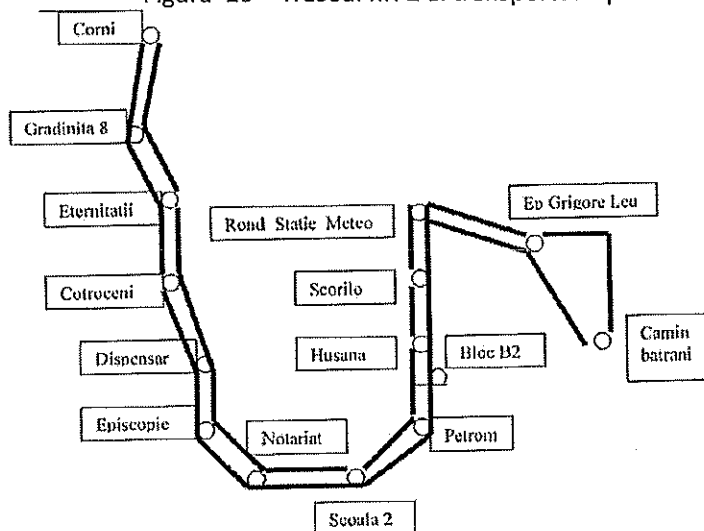 Corni
Gradinita 8
Eternitatii
Cotroceni
Dispensar
Episcopie
Notariat
Scoala 2
Petrom
Bloc B2
Husana
Scorilo
Rond Statie Meteo
Ep Grigore Leu
Camin
batrani